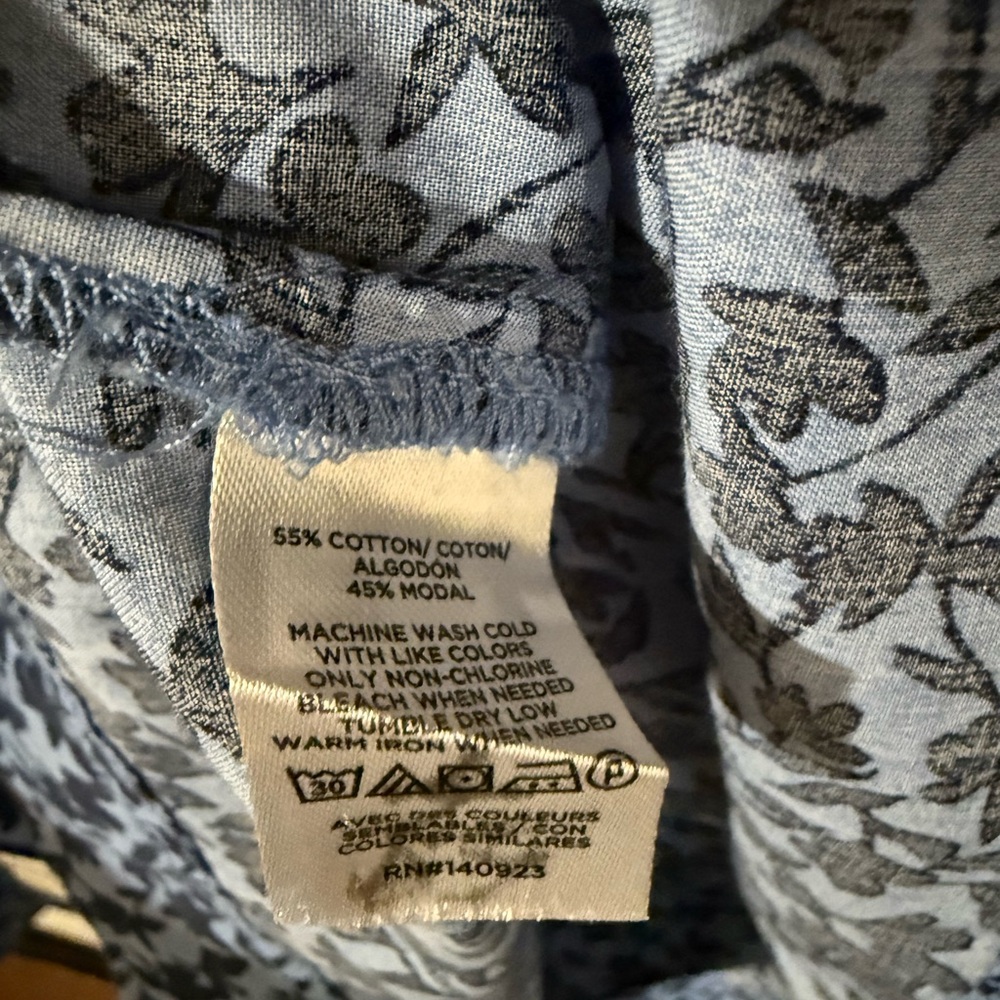 55% COTTON/ COTON/
ALGODÓN
45% MODAL
MACHINE WASH COLD
WITH LIKE COLORS
ONLY NON-CHLORINE
BLEACH WHEN NEEDED
TUMBLE DRY LOW
WARM IRON WHEN NEEDED
30 P
AVEC DES COULEURS
SEMBLABLES / CON
COLORES SIMILARES
RN#140923